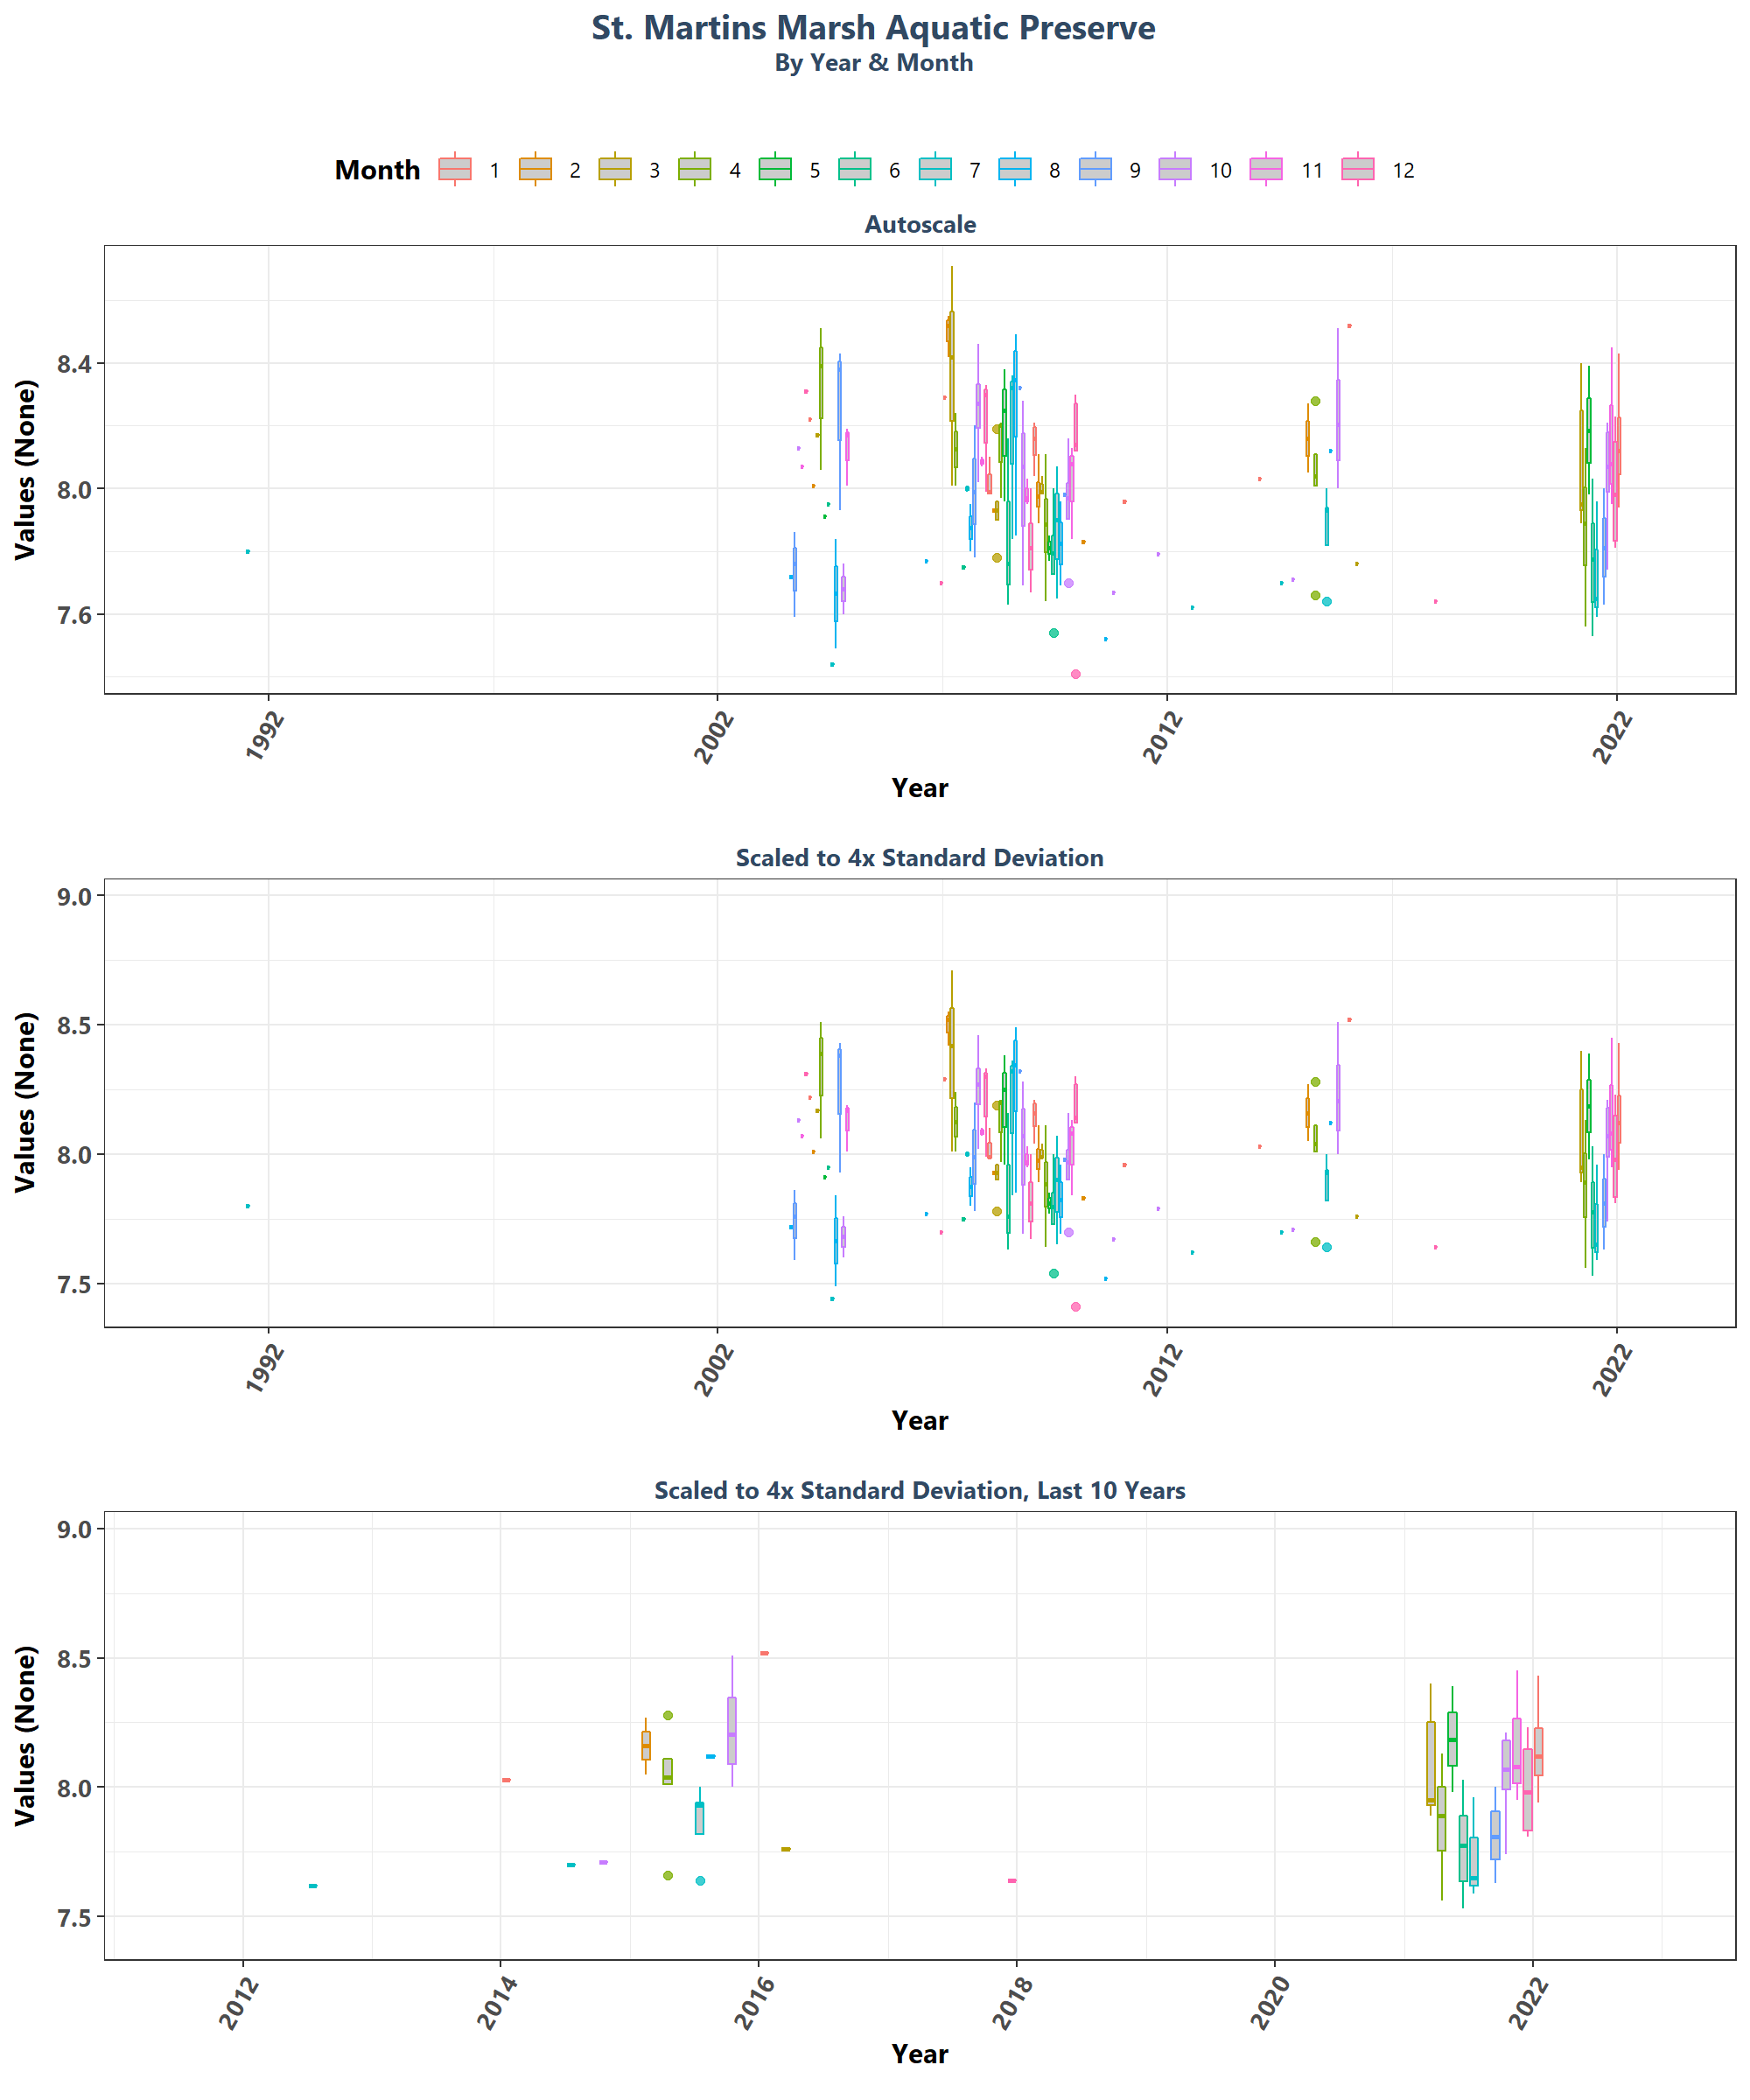 St. Martins Marsh Aquatic Preserve
By Year & Month
Month 1 2 3 4 5 6 7 8 9 10 11 12
Autoscale
Values (None)
8.4
8.0
7.6
1992 2002 2012 2022
Year
Scaled to 4x Standard Deviation
Values (None)
9.0
8.5
8.0
7.5
1992 2002 2012 2022
Year
Scaled to 4x Standard Deviation, Last 10 Years
Values (None)
9.0
8.5
8.0
7.5
2012 2014 2016 2018 2020 2022
Year